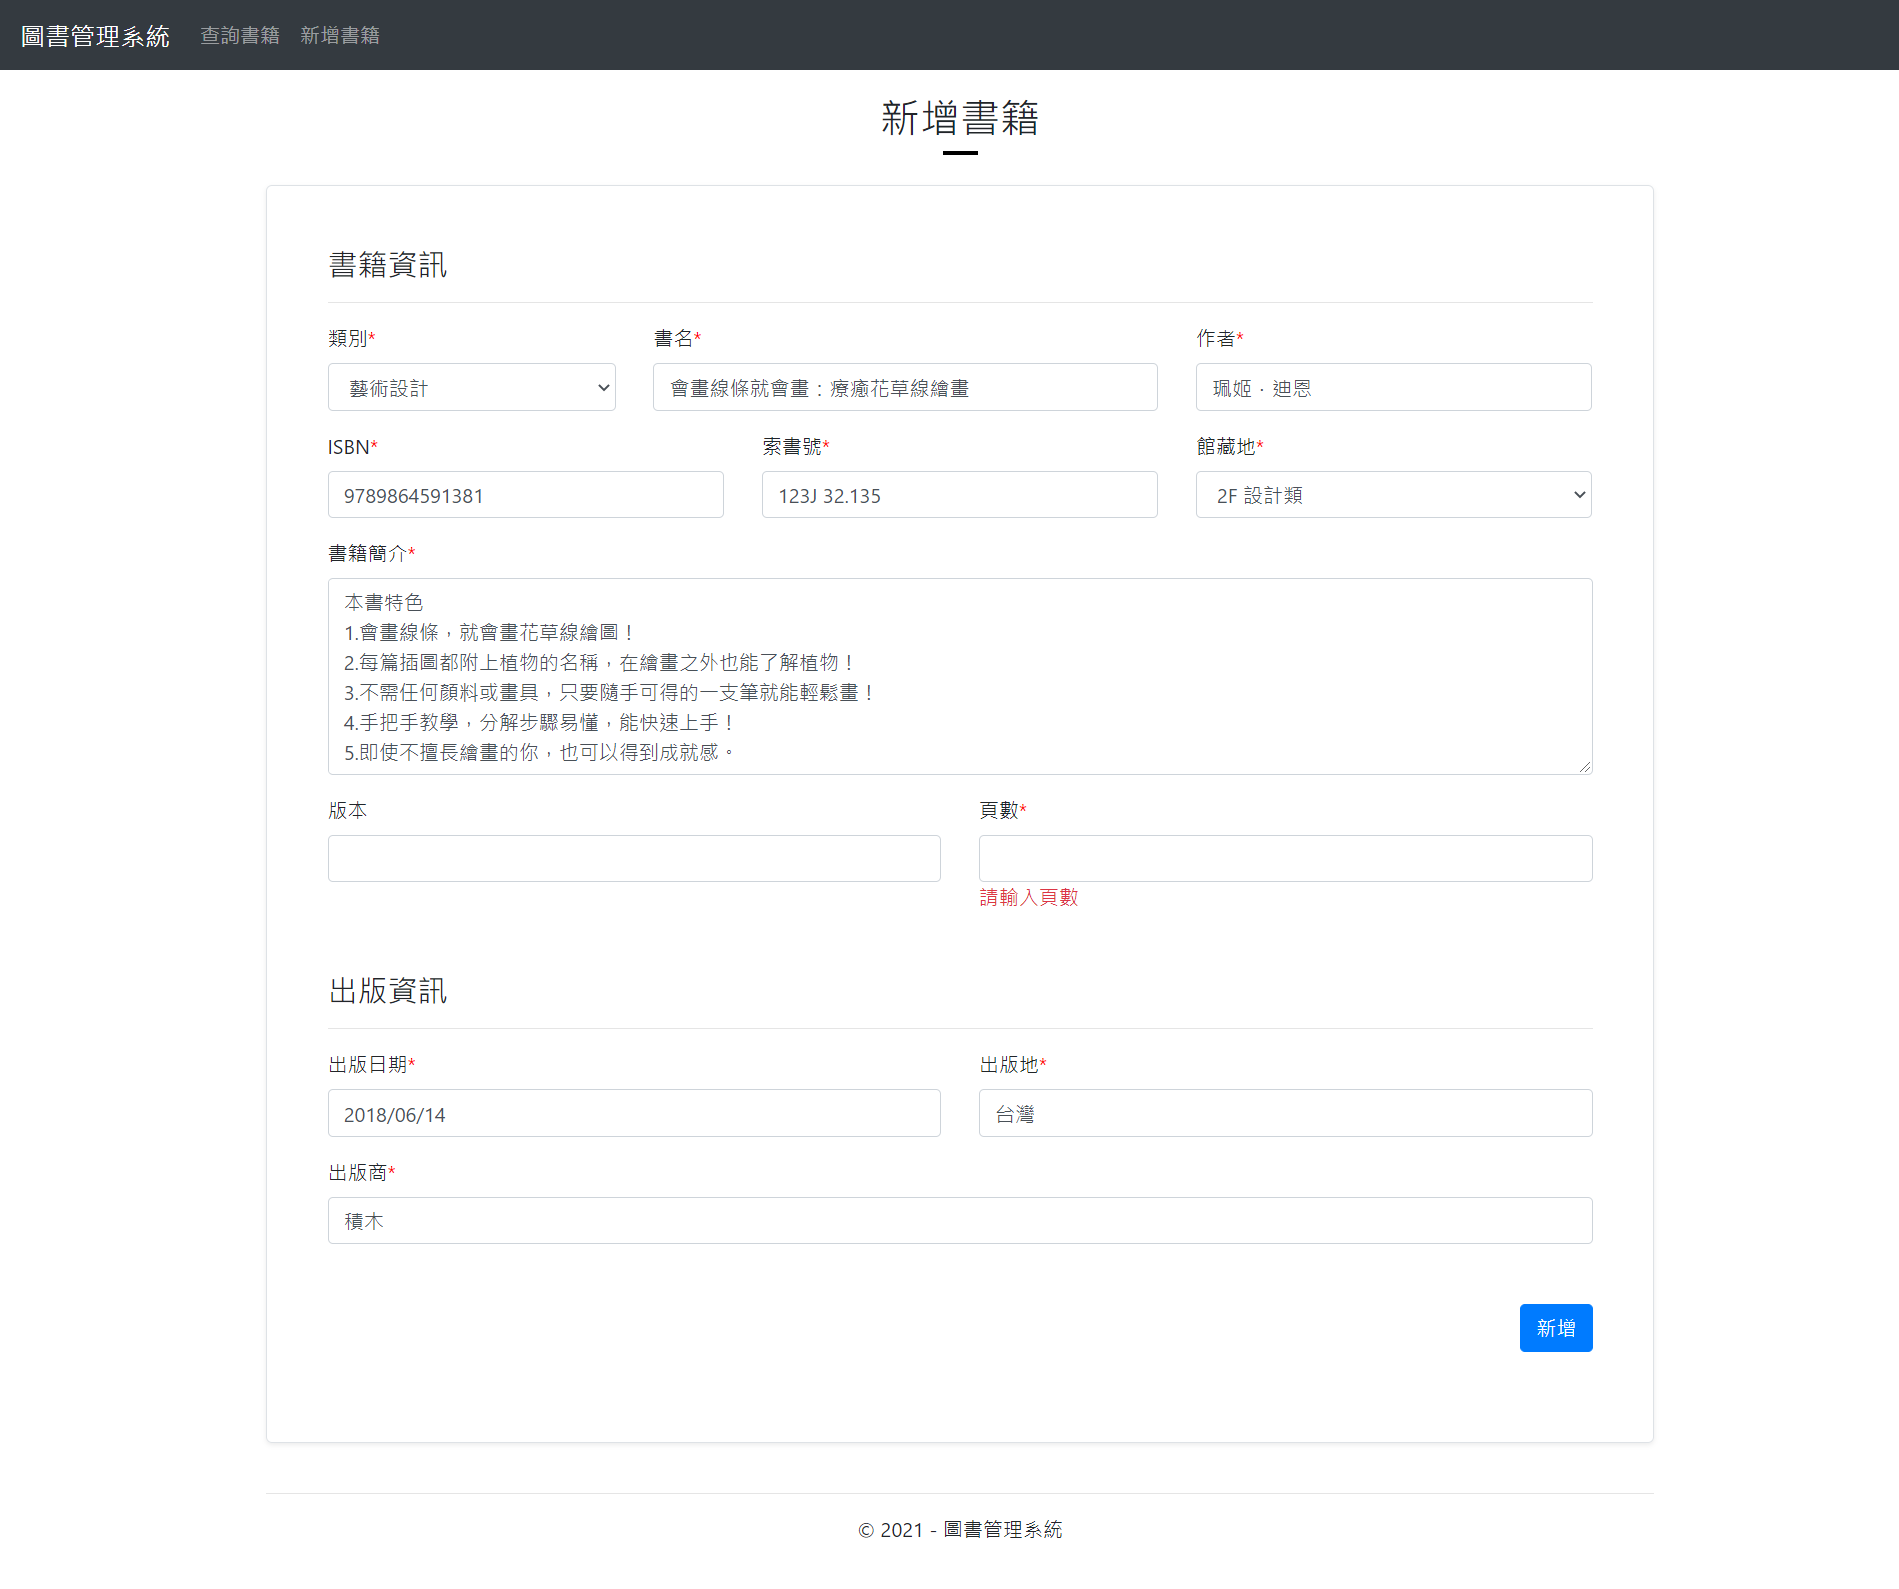 圖書管理系統 查詢書籍 新增書籍
新增書籍
書籍資訊
類別* 書名* 作者*
藝術設計 會畫線條就會畫：療癒花草線繪畫 珮姬．迪恩
ISBN* 索書號* 館藏地*
9789864591381 123J 32.135 2F 設計類
書籍簡介*
本書特色
1.會畫線條，就會畫花草線繪圖！
2.每篇插圖都附上植物的名稱，在繪畫之外也能了解植物！
3.不需任何顏料或畫具，只要隨手可得的一支筆就能輕鬆畫！
4.手把手教學，分解步驟易懂，能快速上手！
5.即使不擅長繪畫的你，也可以得到成就感。
版本 頁數*
請輸入頁數
出版資訊
出版日期* 出版地*
2018/06/14 台灣
出版商*
積木
新增
© 2021 - 圖書管理系統